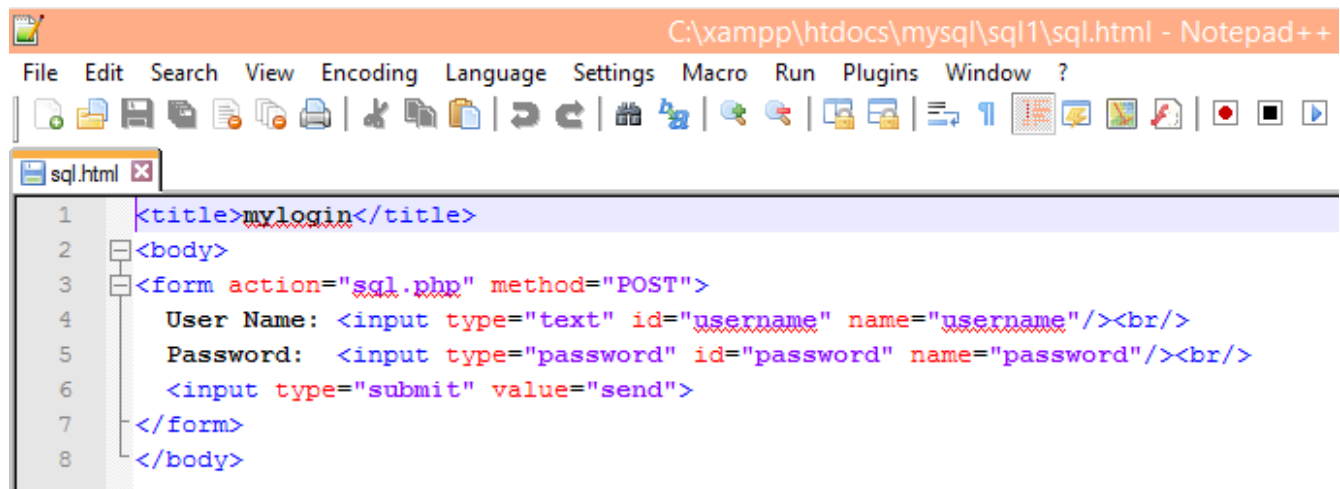 C:\xampp\htdocs\mysql\sql1\sql.html - Notepad++
File Edit Search View Encoding Language Settings Macro Run Plugins Window ?
sql.html
1 <title>mylogin</title>
2 <body>
3 <form action="sql.php" method="POST">
4 User Name: <input type="text" id="username" name="username"/><br/>
5 Password: <input type="password" id="password" name="password"/><br/>
6 <input type="submit" value="send">
7 </form>
8 </body>